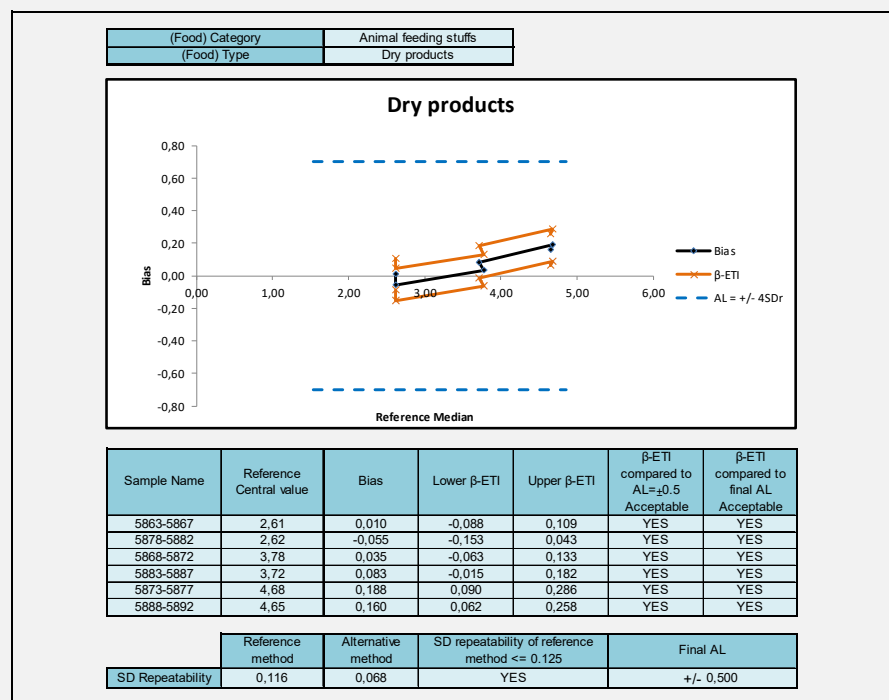 (Food) Category Animal feeding stuffs
(Food) Type Dry products
Dry products
0,80
0,60
0,40
0,20
0,00
-0,20
-0,40
-0,60
-0,80
Bias
0,00 1,00 2,00 3,00 4,00 5,00 6,00
Reference Median
Bias
β-ETI
AL = +/- 4SDr
Sample Name Reference Central value Bias Lower β-ETI Upper β-ETI β-ETI compared to AL=±0.5 Acceptable β-ETI compared to final AL Acceptable
5863-5867 2,61 0,010 -0,088 0,109 YES YES
5878-5882 2,62 -0,055 -0,153 0,043 YES YES
5868-5872 3,78 0,035 -0,063 0,133 YES YES
5883-5887 3,72 0,083 -0,015 0,182 YES YES
5873-5877 4,68 0,188 0,090 0,286 YES YES
5888-5892 4,65 0,160 0,062 0,258 YES YES
Reference method Alternative method SD repeatability of reference method <= 0.125 Final AL
SD Repeatability 0,116 0,068 YES +/- 0,500